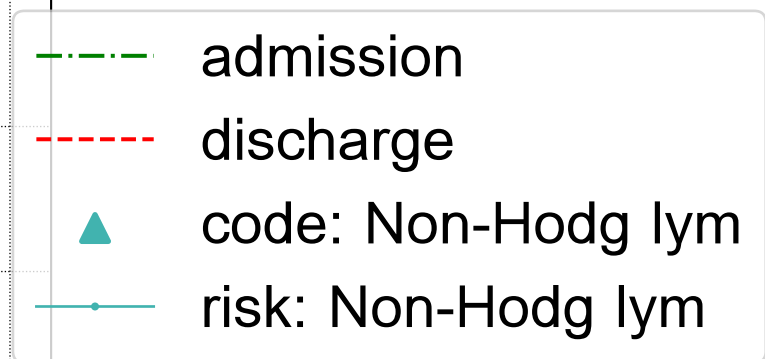 admission
discharge
code: Non-Hodg lym
risk: Non-Hodg lym